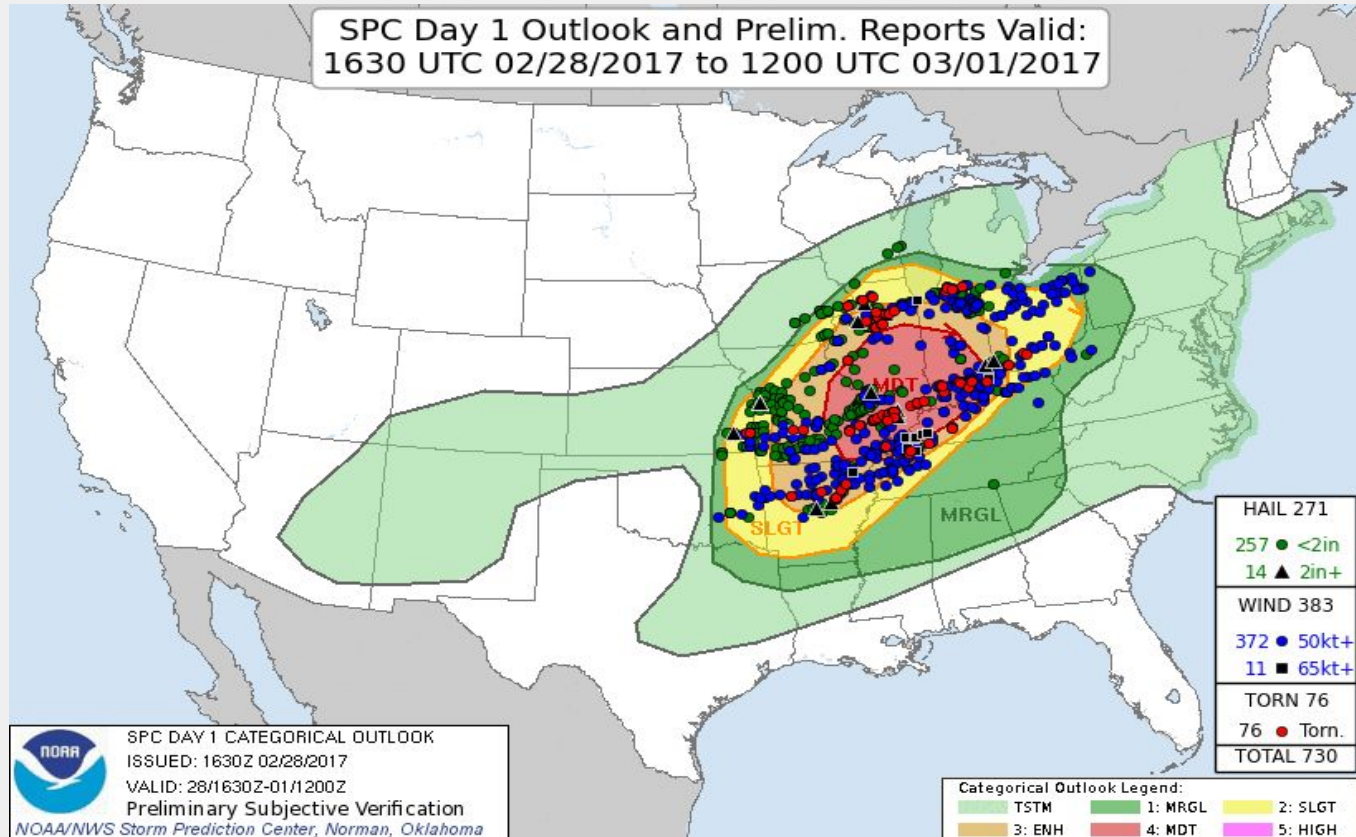 SPC Day 1 Outlook and Prelim. Reports Valid:
1630 UTC 02/28/2017 to 1200 UTC 03/01/2017
MDT
SLGT
MRGL
HAIL 271
257 <2in
14 2in+
WIND 383
372 50kt+
11 65kt+
TORN 76
76 Torn.
TOTAL 730
NOAA
SPC DAY 1 CATEGORICAL OUTLOOK
ISSUED: 1630Z 02/28/2017
VALID: 28/1630Z-01/1200Z
Preliminary Subjective Verification
NOAA/NWS Storm Prediction Center, Norman, Oklahoma
Categorical Outlook Legend:
TSTM 1: MRGL 2: SLGT
3: ENH 4: MDT 5: HIGH